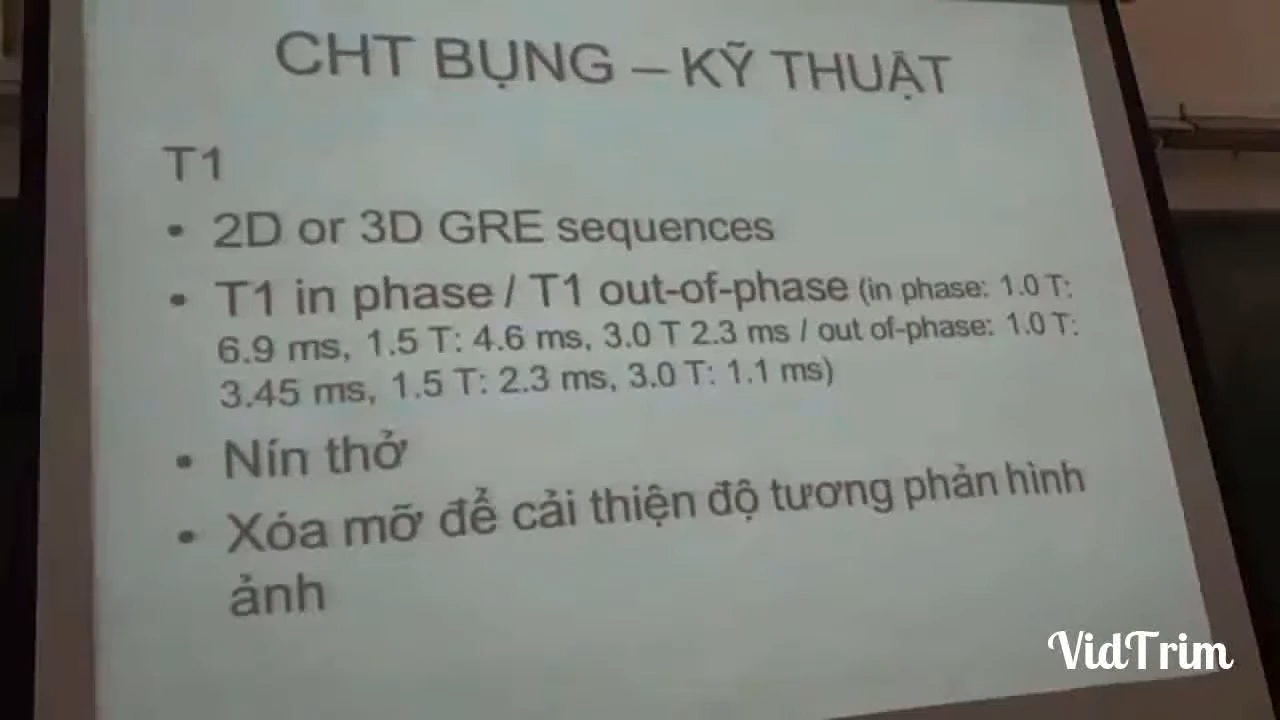 CHT BỤNG – KỸ THUẬT
T1
• 2D or 3D GRE sequences
• T1 in phase / T1 out-of-phase (in phase: 1.0 T:
6.9 ms, 1.5 T: 4.6 ms, 3.0 T 2.3 ms / out of-phase: 1.0 T:
3.45 ms, 1.5 T: 2.3 ms, 3.0 T: 1.1 ms)
• Nín thở
• Xóa mỡ để cải thiện độ tương phản hình
ảnh
VidTrim